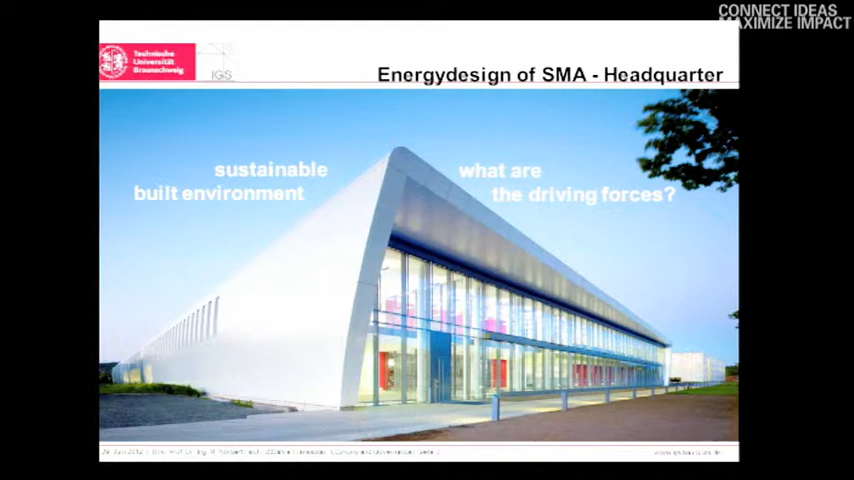 CONNECT IDEAS
MAXIMIZE IMPACT
Technische
Universität
Braunschweig
IGS
Energydesign of SMA - Headquarter
sustainable
built environment
what are
the driving forces?